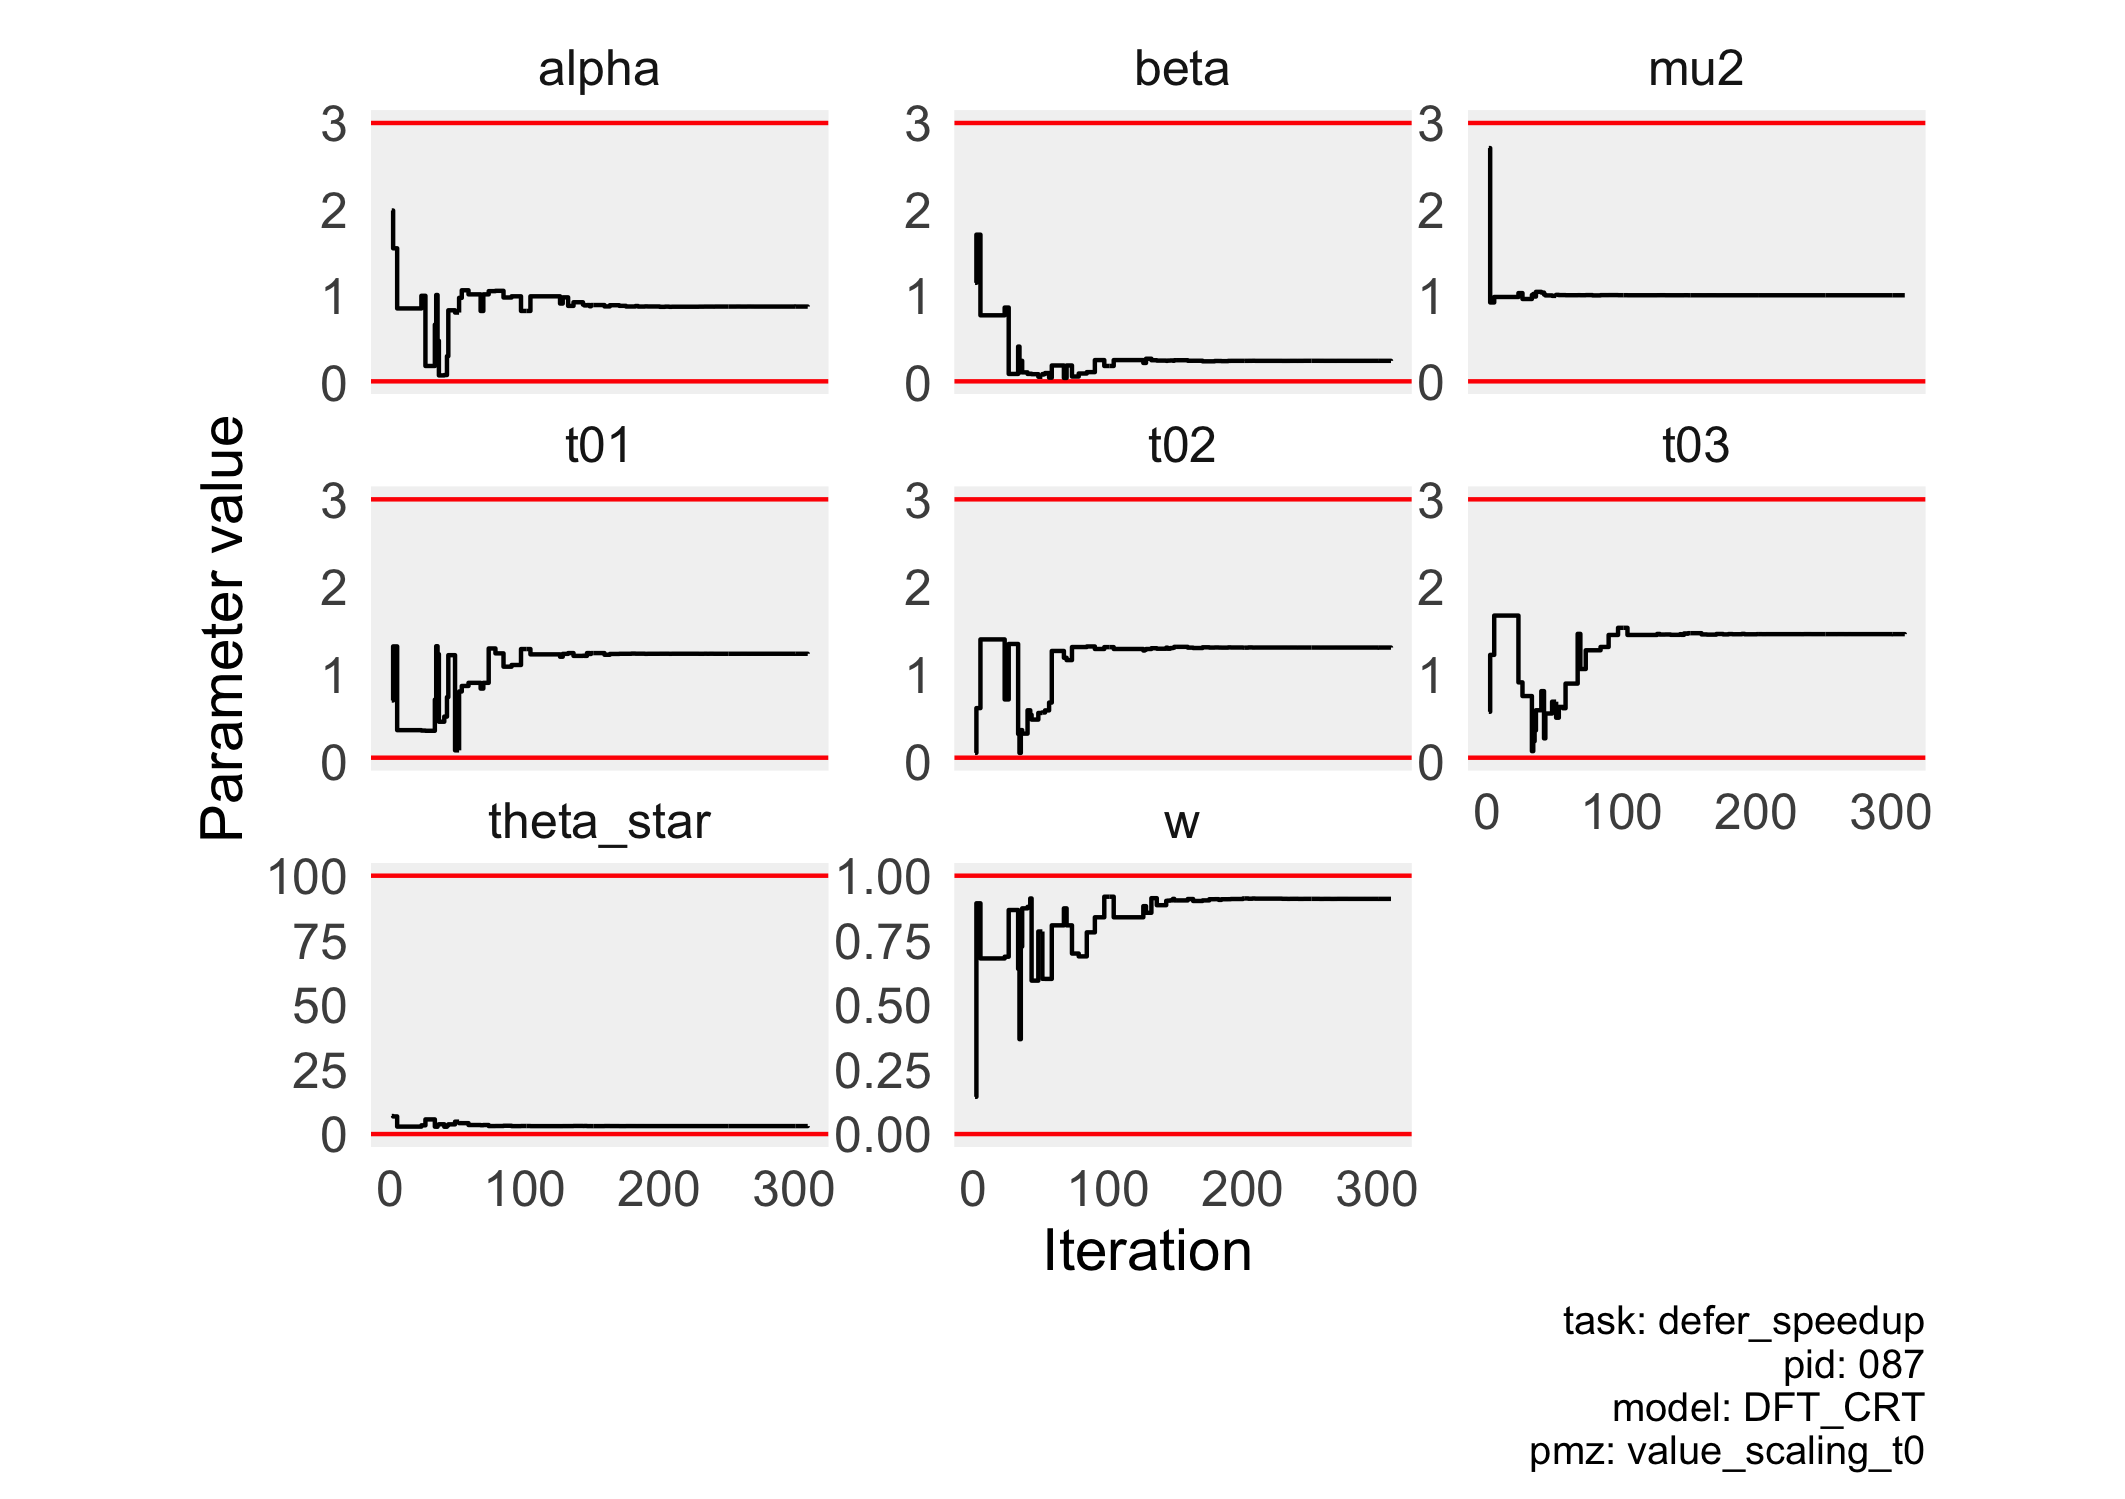 alpha
beta
mu2
3
2
1
0
3
2
1
0
3
2
1
0
t01
t02
t03
3
2
1
0
3
2
1
0
3
2
1
0
0 100 200 300
theta_star
w
100
75
50
25
0
1.00
0.75
0.50
0.25
0.00
0 100 200 300
0 100 200 300
Parameter value
Iteration
task: defer_speedup
pid: 087
model: DFT_CRT
pmz: value_scaling_t0